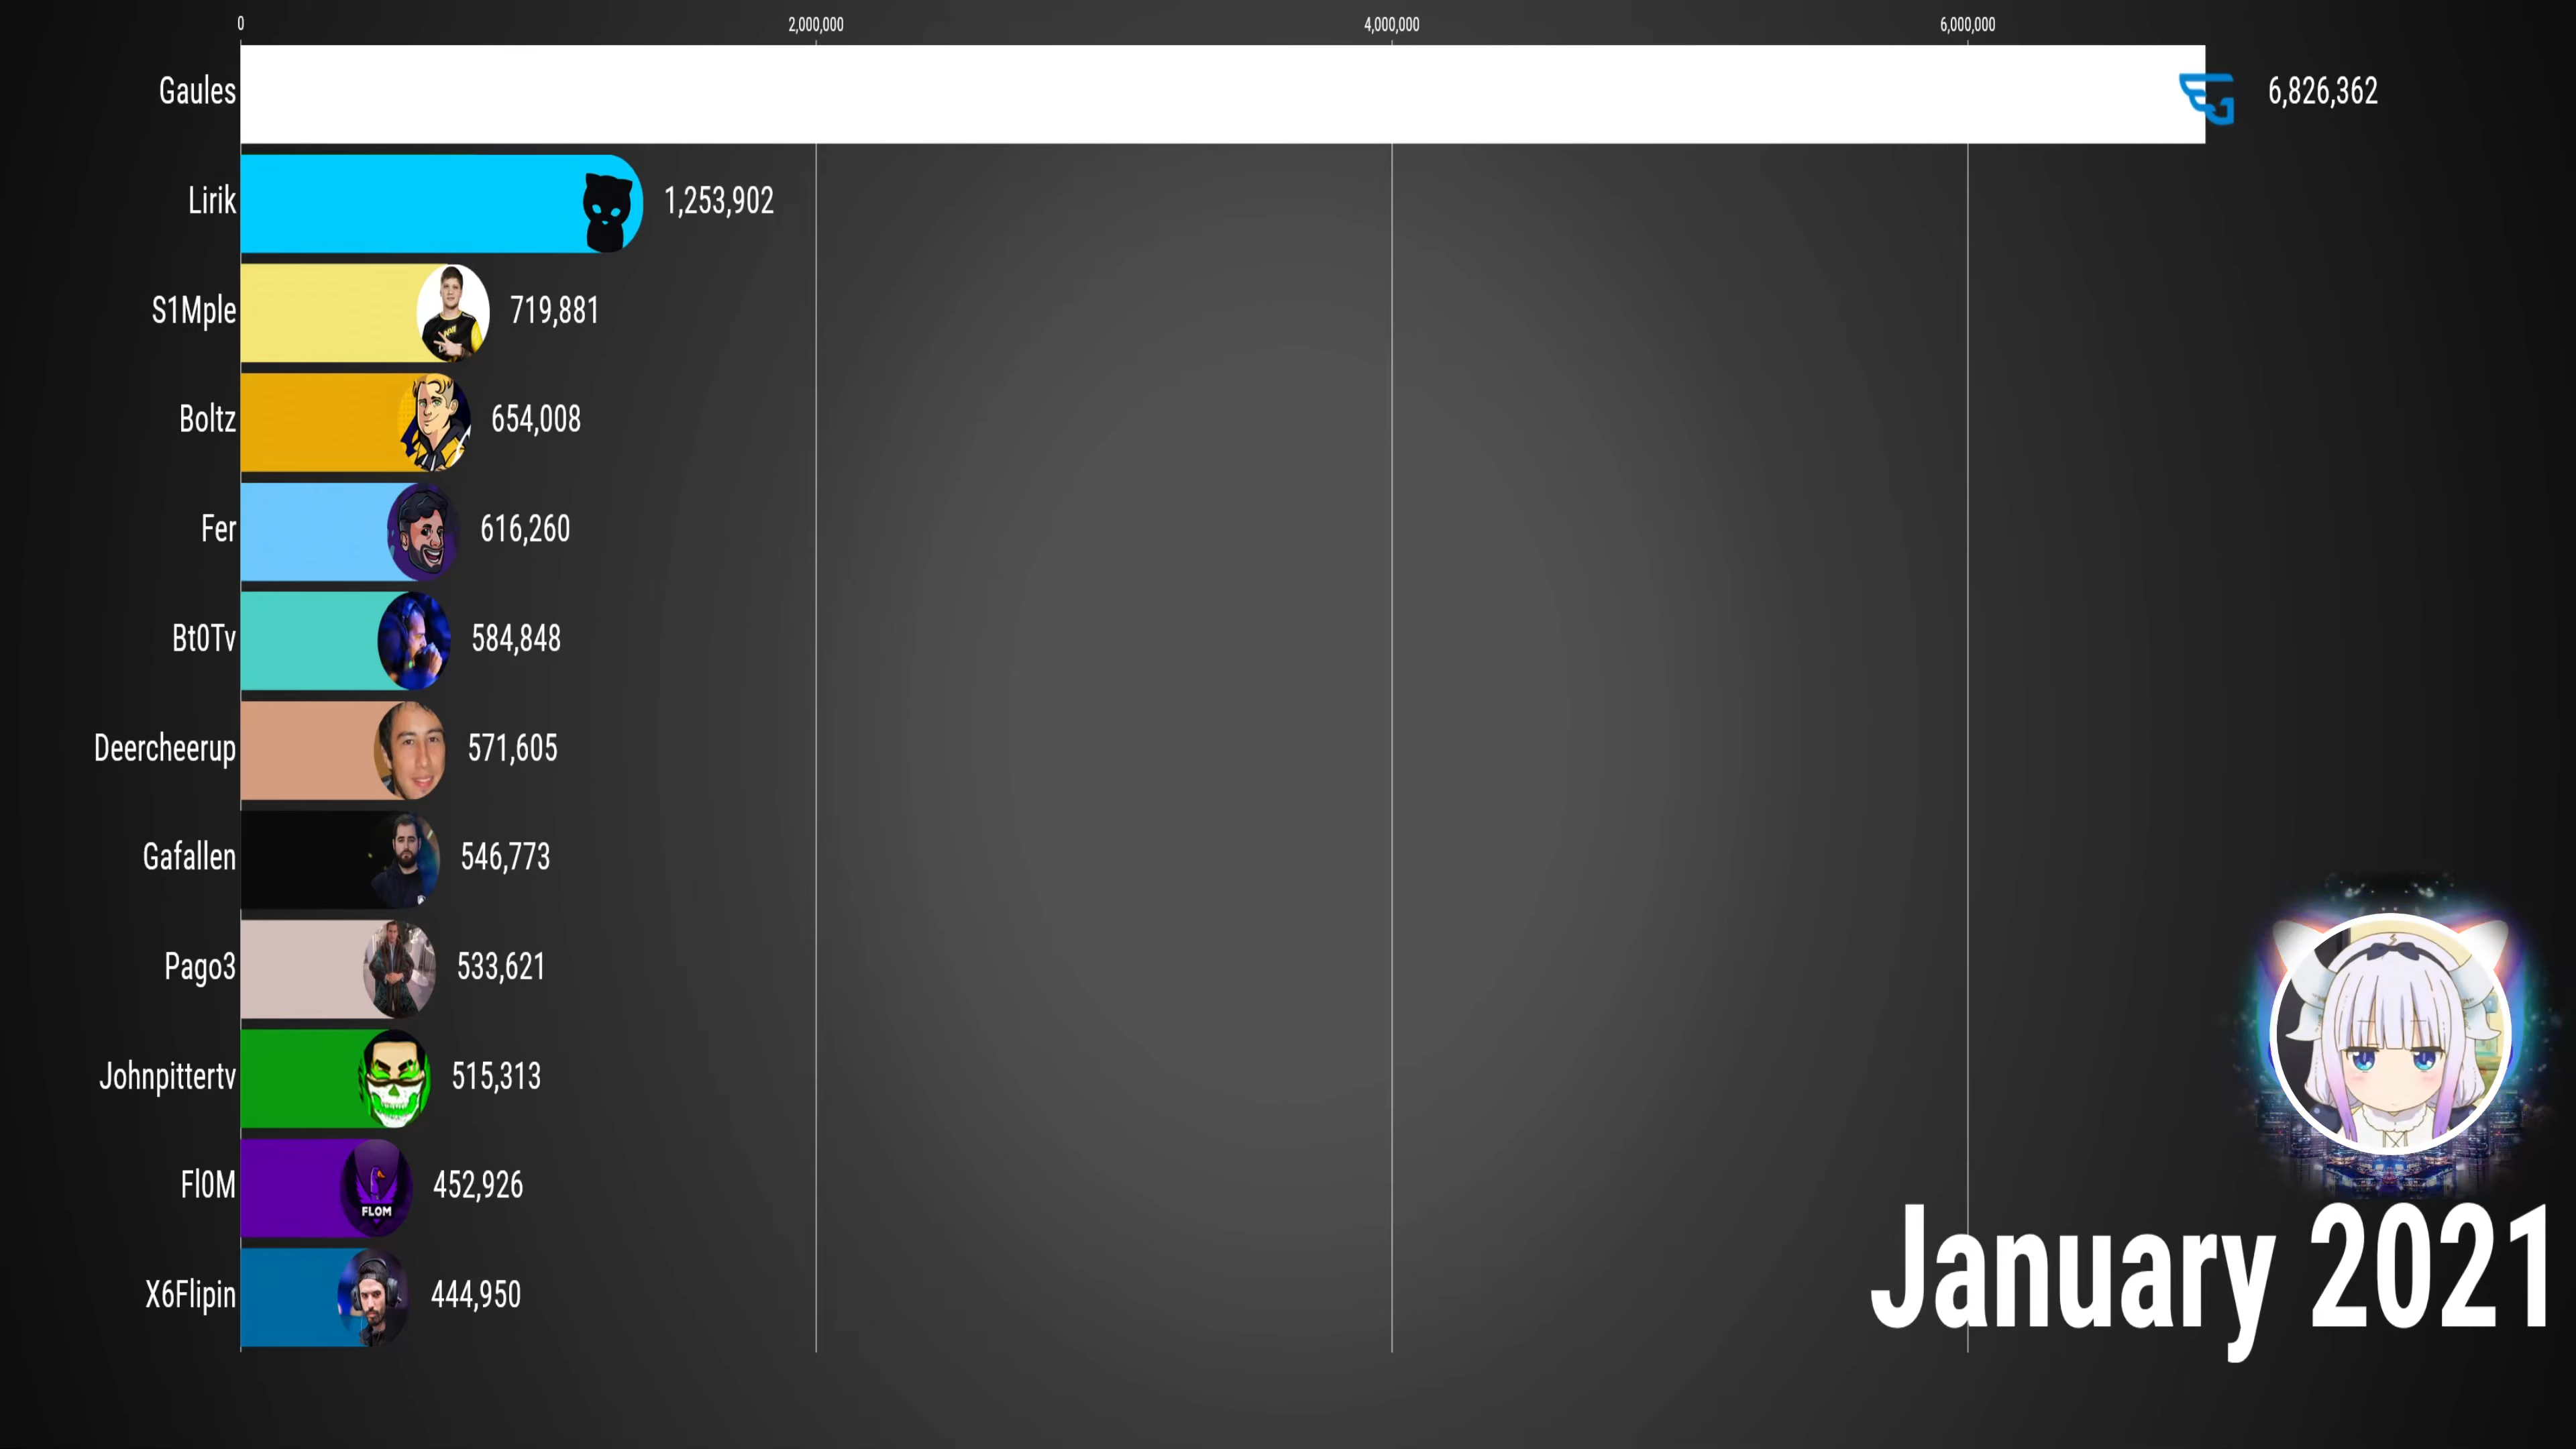 0 2,000,000 4,000,000 6,000,000
Gaules 6,826,362
Lirik 1,253,902
S1Mple 719,881
Boltz 654,008
Fer 616,260
Bt0Tv 584,848
Deercheerup 571,605
Gafallen 546,773
Pago3 533,621
Johnpittertv 515,313
Fl0M FLOM 452,926
X6Flipin 444,950
January 2021